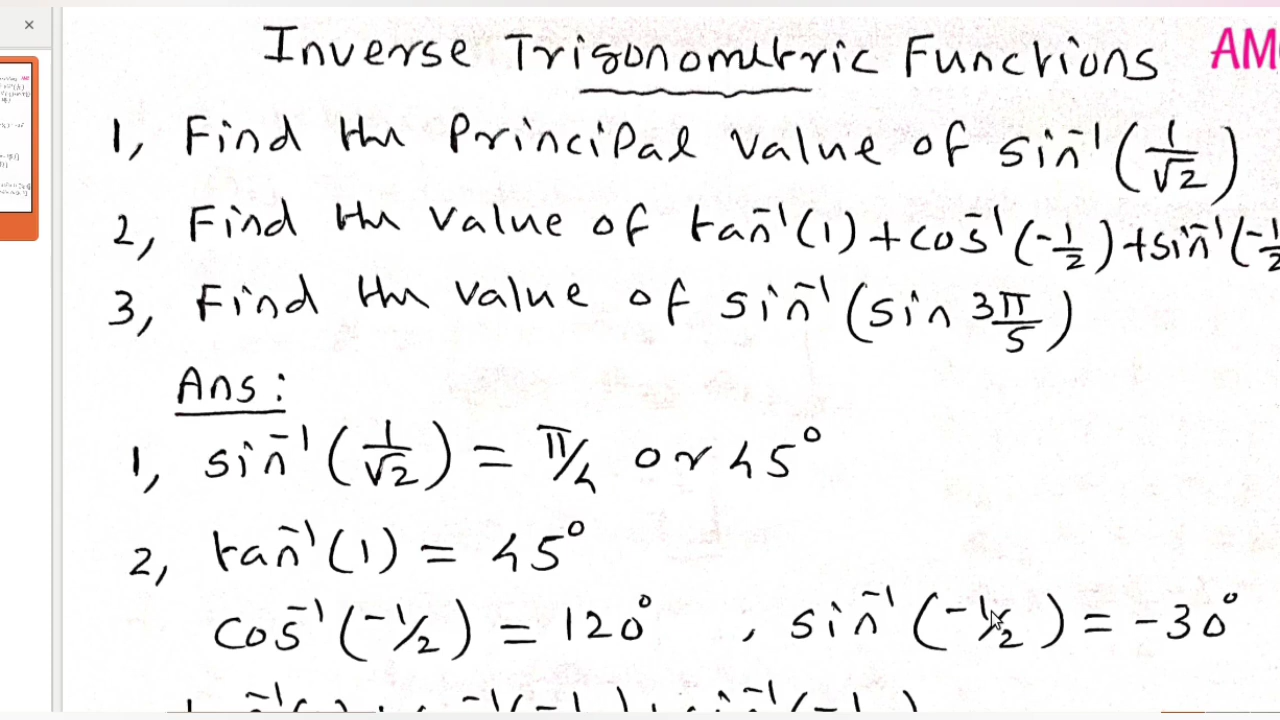 Inverse Trigonometric Functions AM
1, Find the Principal value of sin⁻¹(1/√2)
2, Find the value of tan⁻¹(1)+cos⁻¹(-1/2)+sin⁻¹(-1/2
3, Find the value of sin⁻¹(sin 3π/5)
Ans:
1, sin⁻¹(1/√2) = π/4 or 45°
2, tan⁻¹(1) = 45°
cos⁻¹(-1/2) = 120° , sin⁻¹(-1/2) = -30°